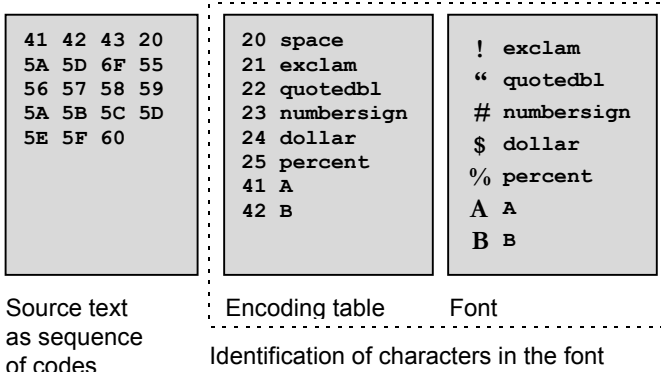 41 42 43 20
5A 5D 6F 55
56 57 58 59
5A 5B 5C 5D
5E 5F 60
20 space
21 exclam
22 quotedbl
23 numbersign
24 dollar
25 percent
41 A
42 B
! exclam
“ quotedbl
# numbersign
$ dollar
% percent
A A
B B
Source text
as sequence
of codes
Encoding table
Font
Identification of characters in the font